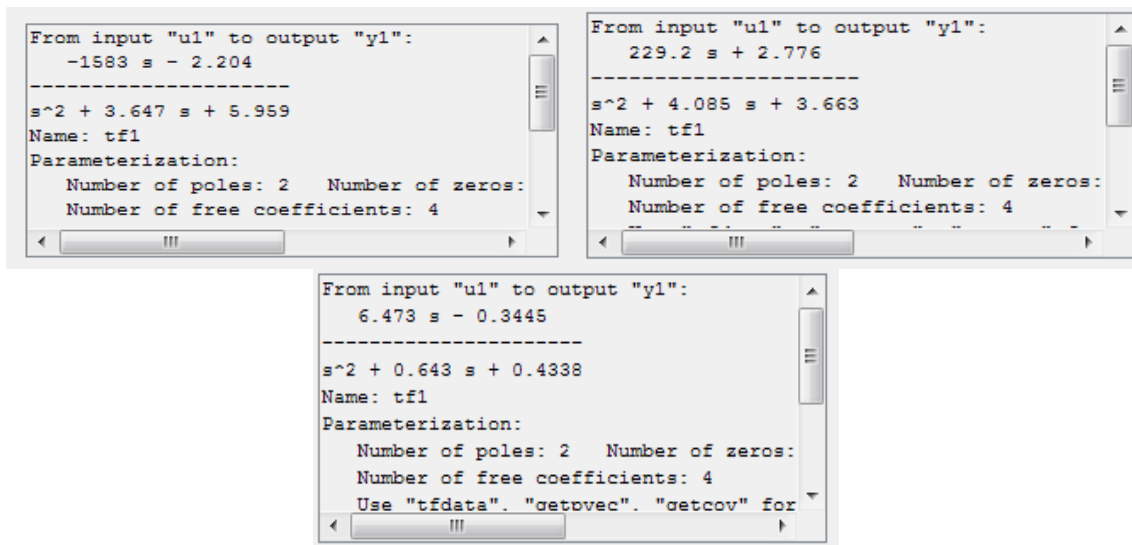 From input "u1" to output "y1":
-1583 s - 2.204
---------------------
s^2 + 3.647 s + 5.959
Name: tf1
Parameterization:
Number of poles: 2   Number of zeros:
Number of free coefficients: 4
From input "u1" to output "y1":
229.2 s + 2.776
---------------------
s^2 + 4.085 s + 3.663
Name: tf1
Parameterization:
Number of poles: 2   Number of zeros:
Number of free coefficients: 4
From input "u1" to output "y1":
6.473 s - 0.3445
----------------------
s^2 + 0.643 s + 0.4338
Name: tf1
Parameterization:
Number of poles: 2   Number of zeros:
Number of free coefficients: 4
Use "tfdata", "getpvec", "getcov" for